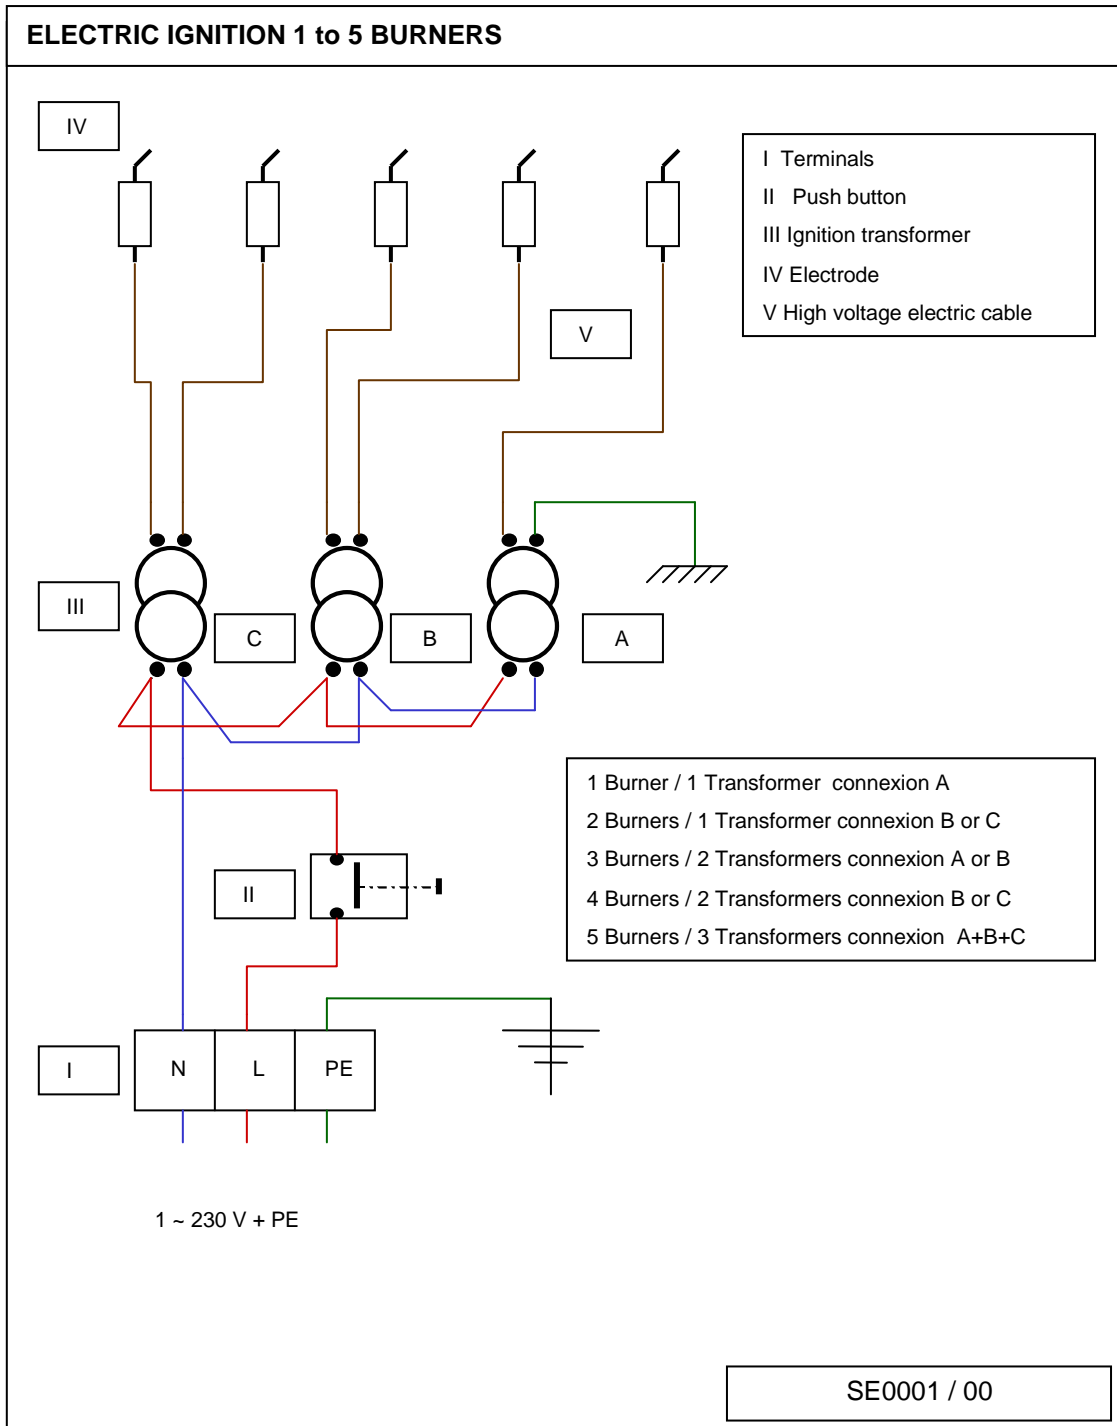 ELECTRIC IGNITION 1 to 5 BURNERS
IV
I Terminals
II Push button
III Ignition transformer
IV Electrode
V High voltage electric cable
V
III
C
B
A
1 Burner / 1 Transformer connexion A
2 Burners / 1 Transformer connexion B or C
3 Burners / 2 Transformers connexion A or B
4 Burners / 2 Transformers connexion B or C
5 Burners / 3 Transformers connexion A+B+C
II
I
N
L
PE
1 ~ 230 V + PE
SE0001 / 00